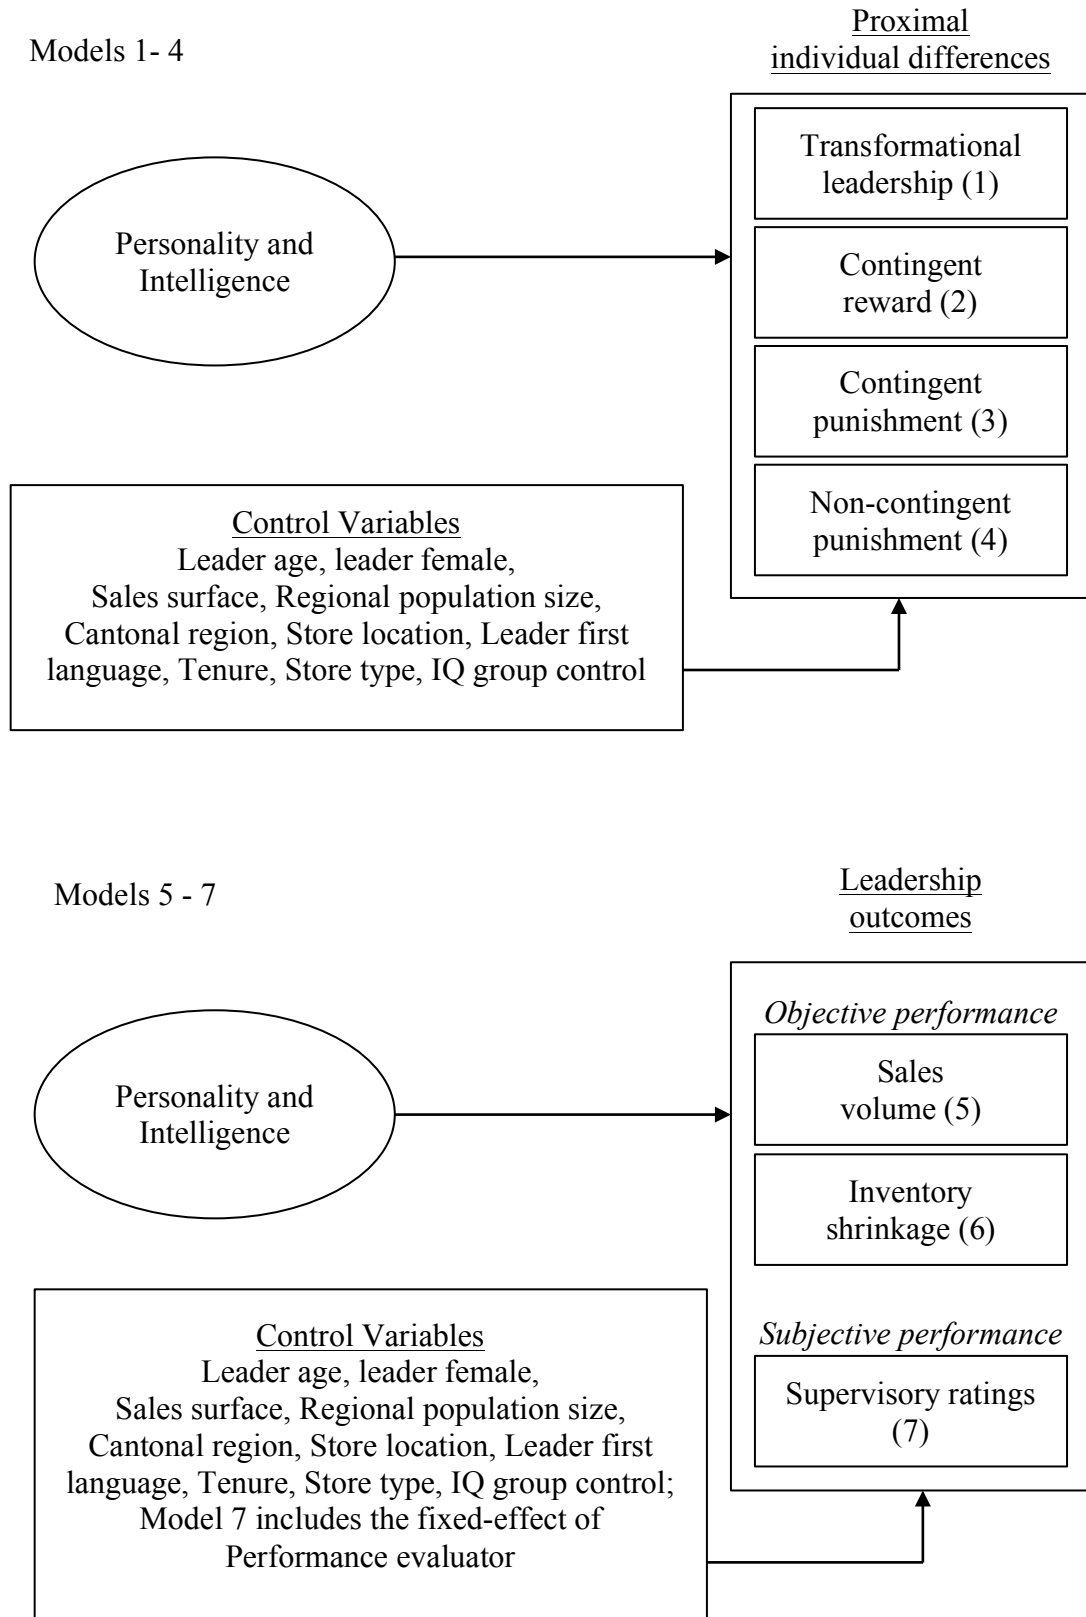 Models 1- 4
Proximal
individual differences
Transformational
leadership (1)
Personality and
Intelligence
Contingent
reward (2)
Contingent
punishment (3)
Non-contingent
punishment (4)
Control Variables
Leader age, leader female,
Sales surface, Regional population size,
Cantonal region, Store location, Leader first
language, Tenure, Store type, IQ group control
Models 5 - 7
Leadership
outcomes
Objective performance
Sales
volume (5)
Personality and
Intelligence
Inventory
shrinkage (6)
Subjective performance
Supervisory ratings
(7)
Control Variables
Leader age, leader female,
Sales surface, Regional population size,
Cantonal region, Store location, Leader first
language, Tenure, Store type, IQ group control;
Model 7 includes the fixed-effect of
Performance evaluator